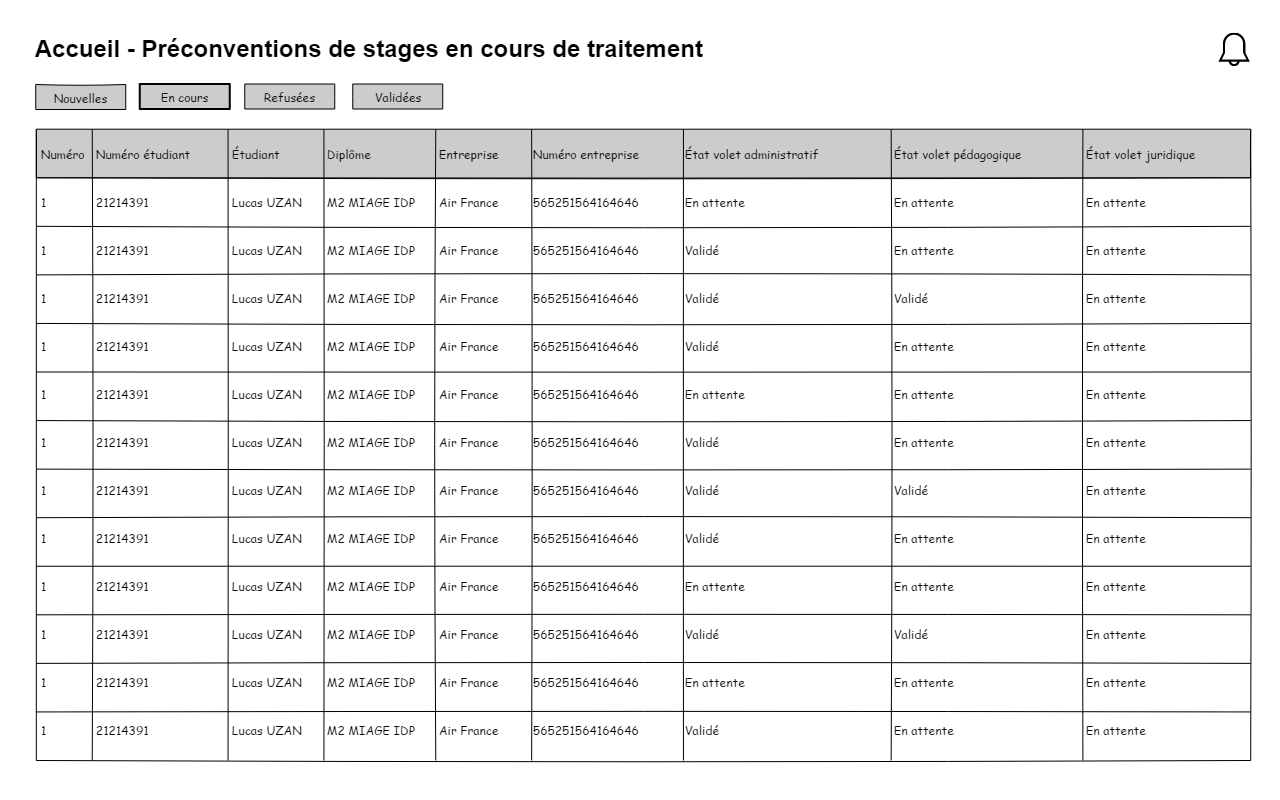 Accueil - Préconventions de stages en cours de traitement
Nouvelles En cours Refusées Validées
Numéro Numéro étudiant Étudiant Diplôme Entreprise Numéro entreprise État volet administratif État volet pédagogique État volet juridique
1 21214391 Lucas UZAN M2 MIAGE IDP Air France 565251564164646 En attente En attente En attente
1 21214391 Lucas UZAN M2 MIAGE IDP Air France 565251564164646 Validé En attente En attente
1 21214391 Lucas UZAN M2 MIAGE IDP Air France 565251564164646 Validé Validé En attente
1 21214391 Lucas UZAN M2 MIAGE IDP Air France 565251564164646 Validé En attente En attente
1 21214391 Lucas UZAN M2 MIAGE IDP Air France 565251564164646 En attente En attente En attente
1 21214391 Lucas UZAN M2 MIAGE IDP Air France 565251564164646 Validé En attente En attente
1 21214391 Lucas UZAN M2 MIAGE IDP Air France 565251564164646 Validé Validé En attente
1 21214391 Lucas UZAN M2 MIAGE IDP Air France 565251564164646 Validé En attente En attente
1 21214391 Lucas UZAN M2 MIAGE IDP Air France 565251564164646 En attente En attente En attente
1 21214391 Lucas UZAN M2 MIAGE IDP Air France 565251564164646 Validé Validé En attente
1 21214391 Lucas UZAN M2 MIAGE IDP Air France 565251564164646 En attente En attente En attente
1 21214391 Lucas UZAN M2 MIAGE IDP Air France 565251564164646 Validé En attente En attente